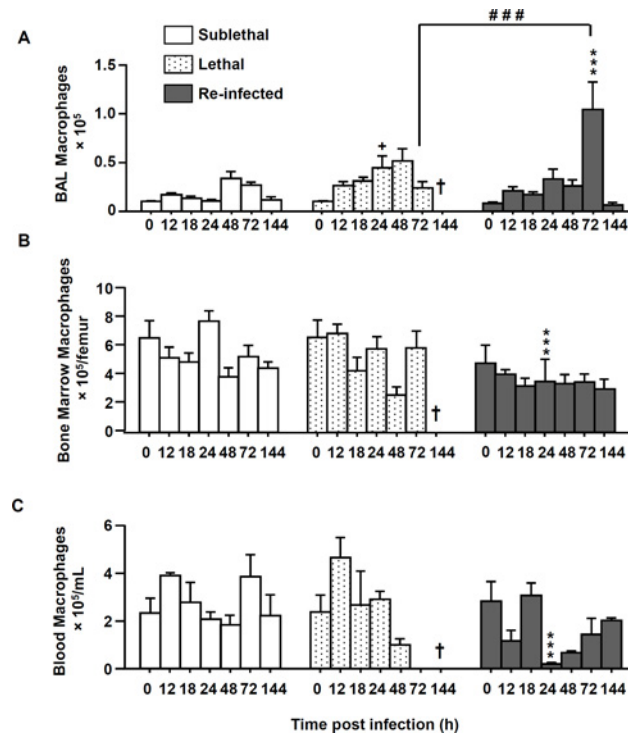 A
Sublethal
Lethal
Re-infected
# # #
BAL Macrophages
× 10⁵
1.5
1.0
0.5
0
+
†
***
0 12 18 24 48 72 144
0 12 18 24 48 72 144
0 12 18 24 48 72 144
B
Bone Marrow Macrophages
× 10⁵/femur
10
8
6
4
2
0
†
***
0 12 18 24 48 72 144
0 12 18 24 48 72 144
0 12 18 24 48 72 144
C
Blood Macrophages
× 10⁵/mL
6
4
2
0
†
***
0 12 18 24 48 72 144
0 12 18 24 48 72 144
0 12 18 24 48 72 144
Time post infection (h)